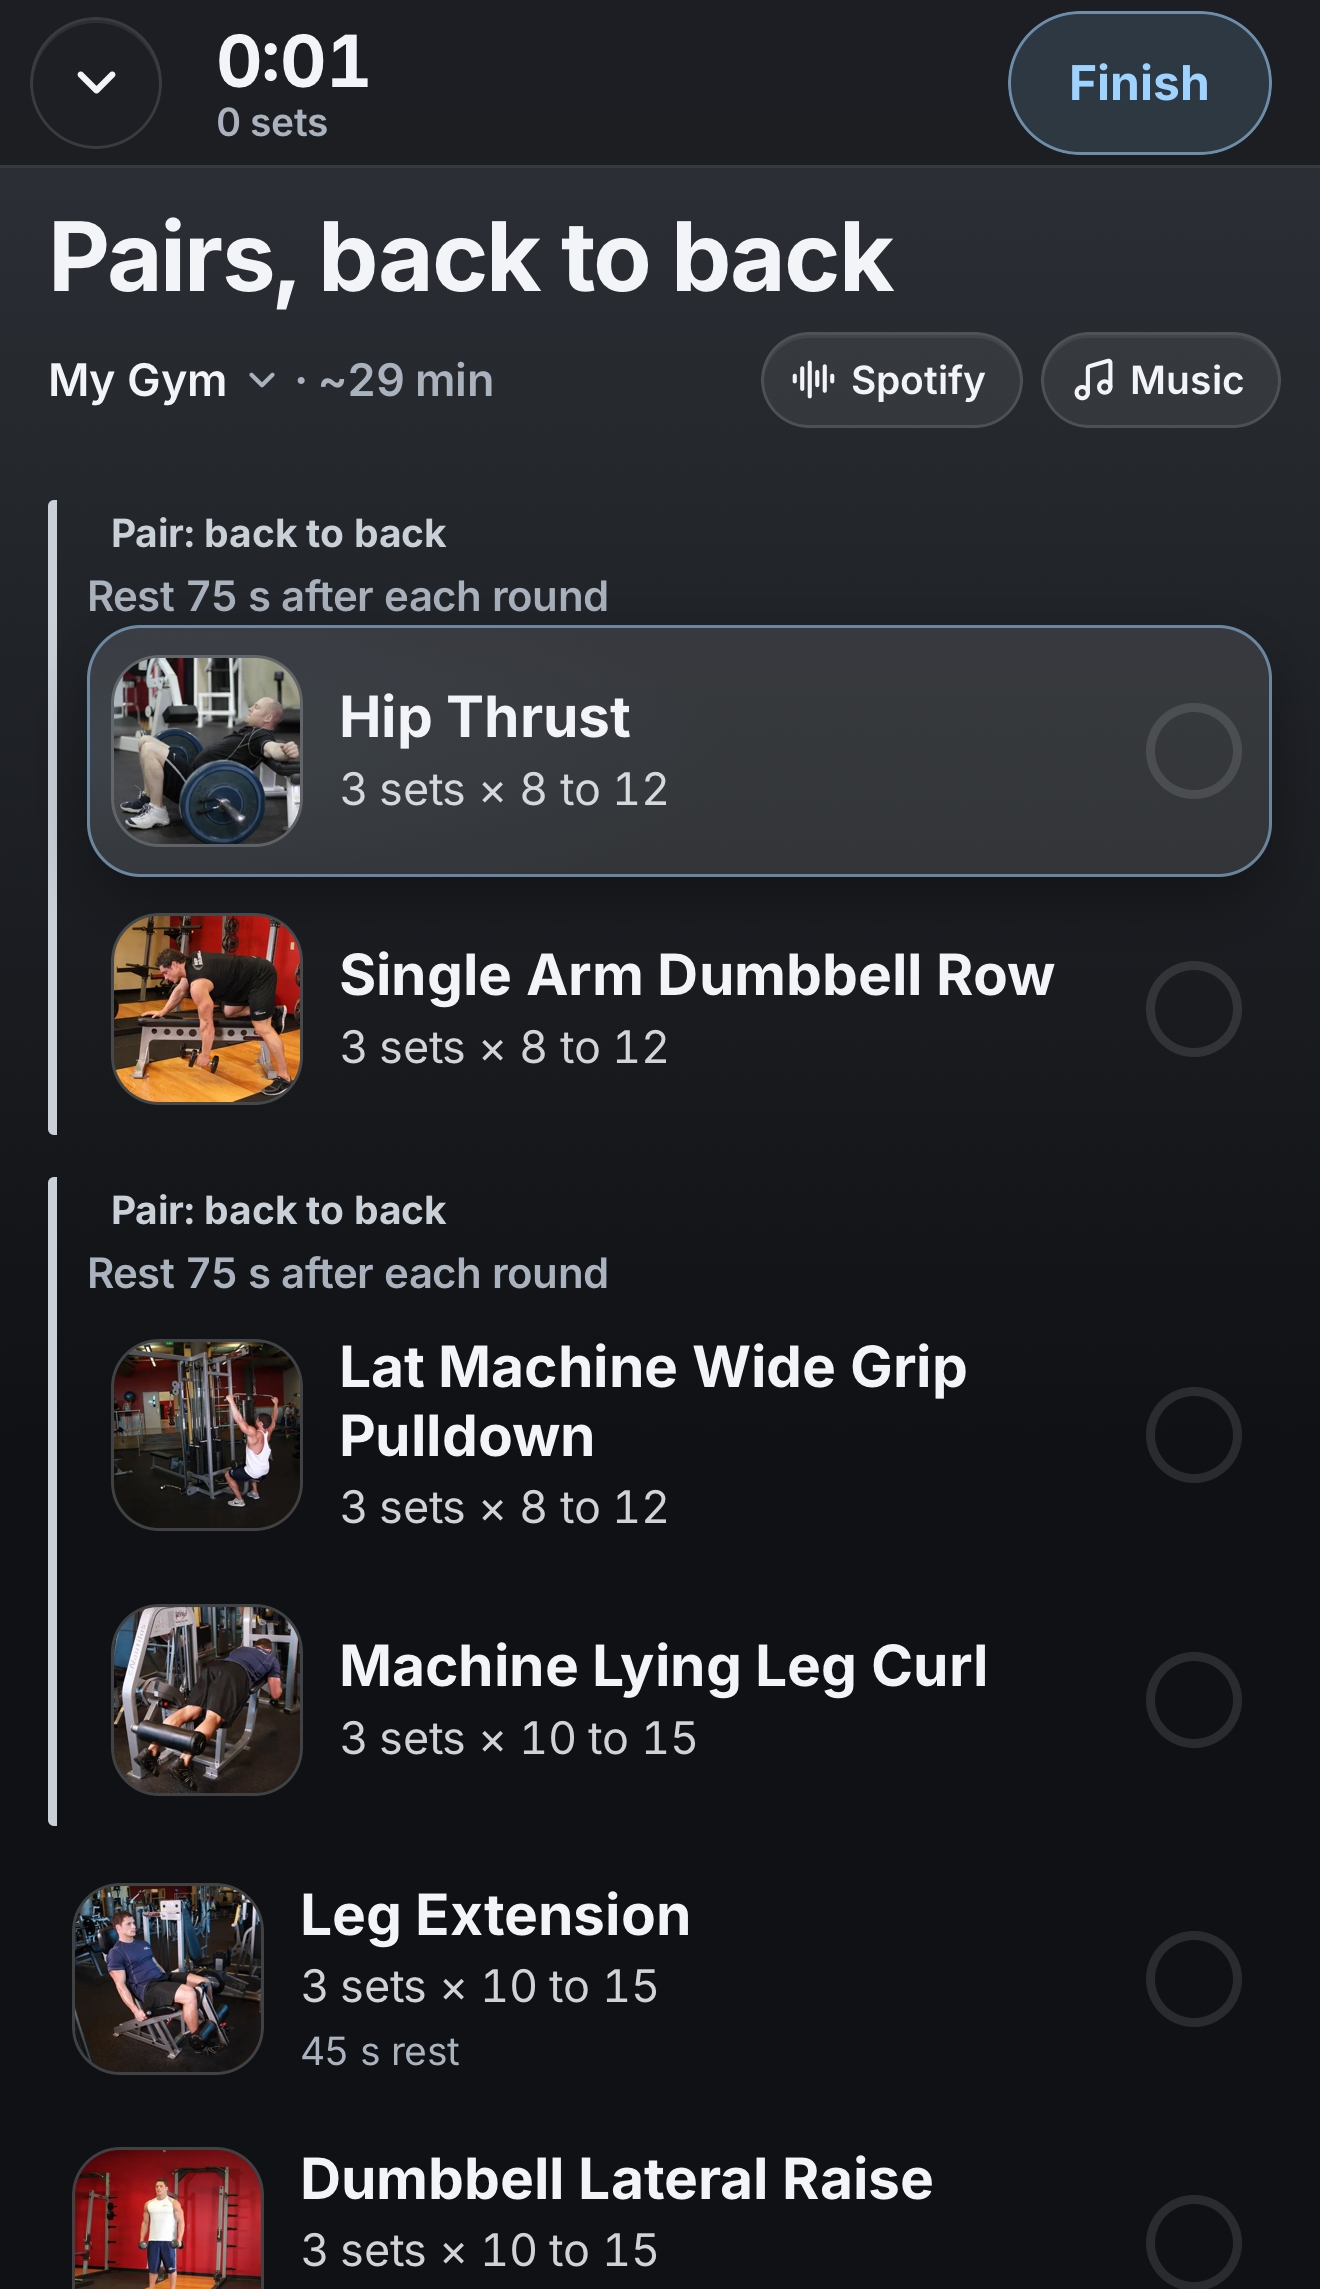 0:01
0 sets
Finish
Pairs, back to back
My Gym · ~29 min
Spotify
Music
Pair: back to back
Rest 75 s after each round
Hip Thrust
3 sets × 8 to 12
Single Arm Dumbbell Row
3 sets × 8 to 12
Pair: back to back
Rest 75 s after each round
Lat Machine Wide Grip
Pulldown
3 sets × 8 to 12
Machine Lying Leg Curl
3 sets × 10 to 15
Leg Extension
3 sets × 10 to 15
45 s rest
Dumbbell Lateral Raise
3 sets × 10 to 15